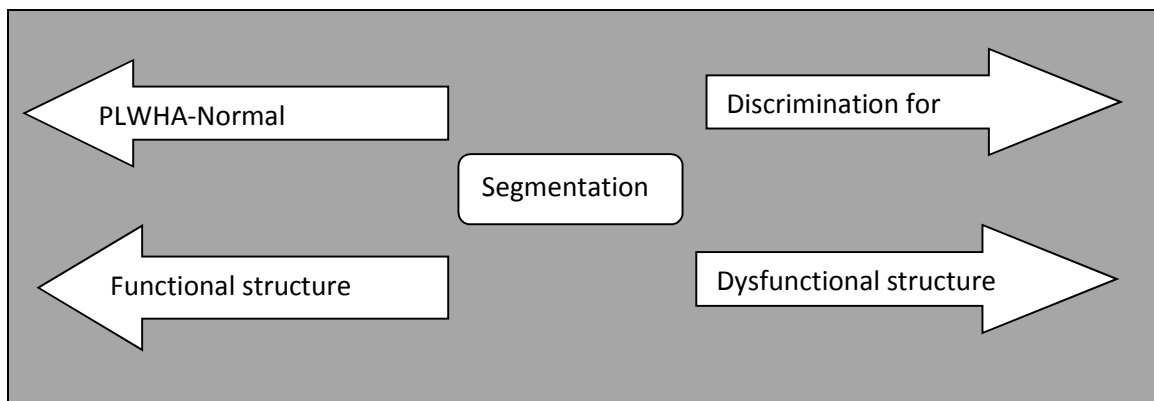 PLWHA-Normal
Discrimination for
Segmentation
Functional structure
Dysfunctional structure